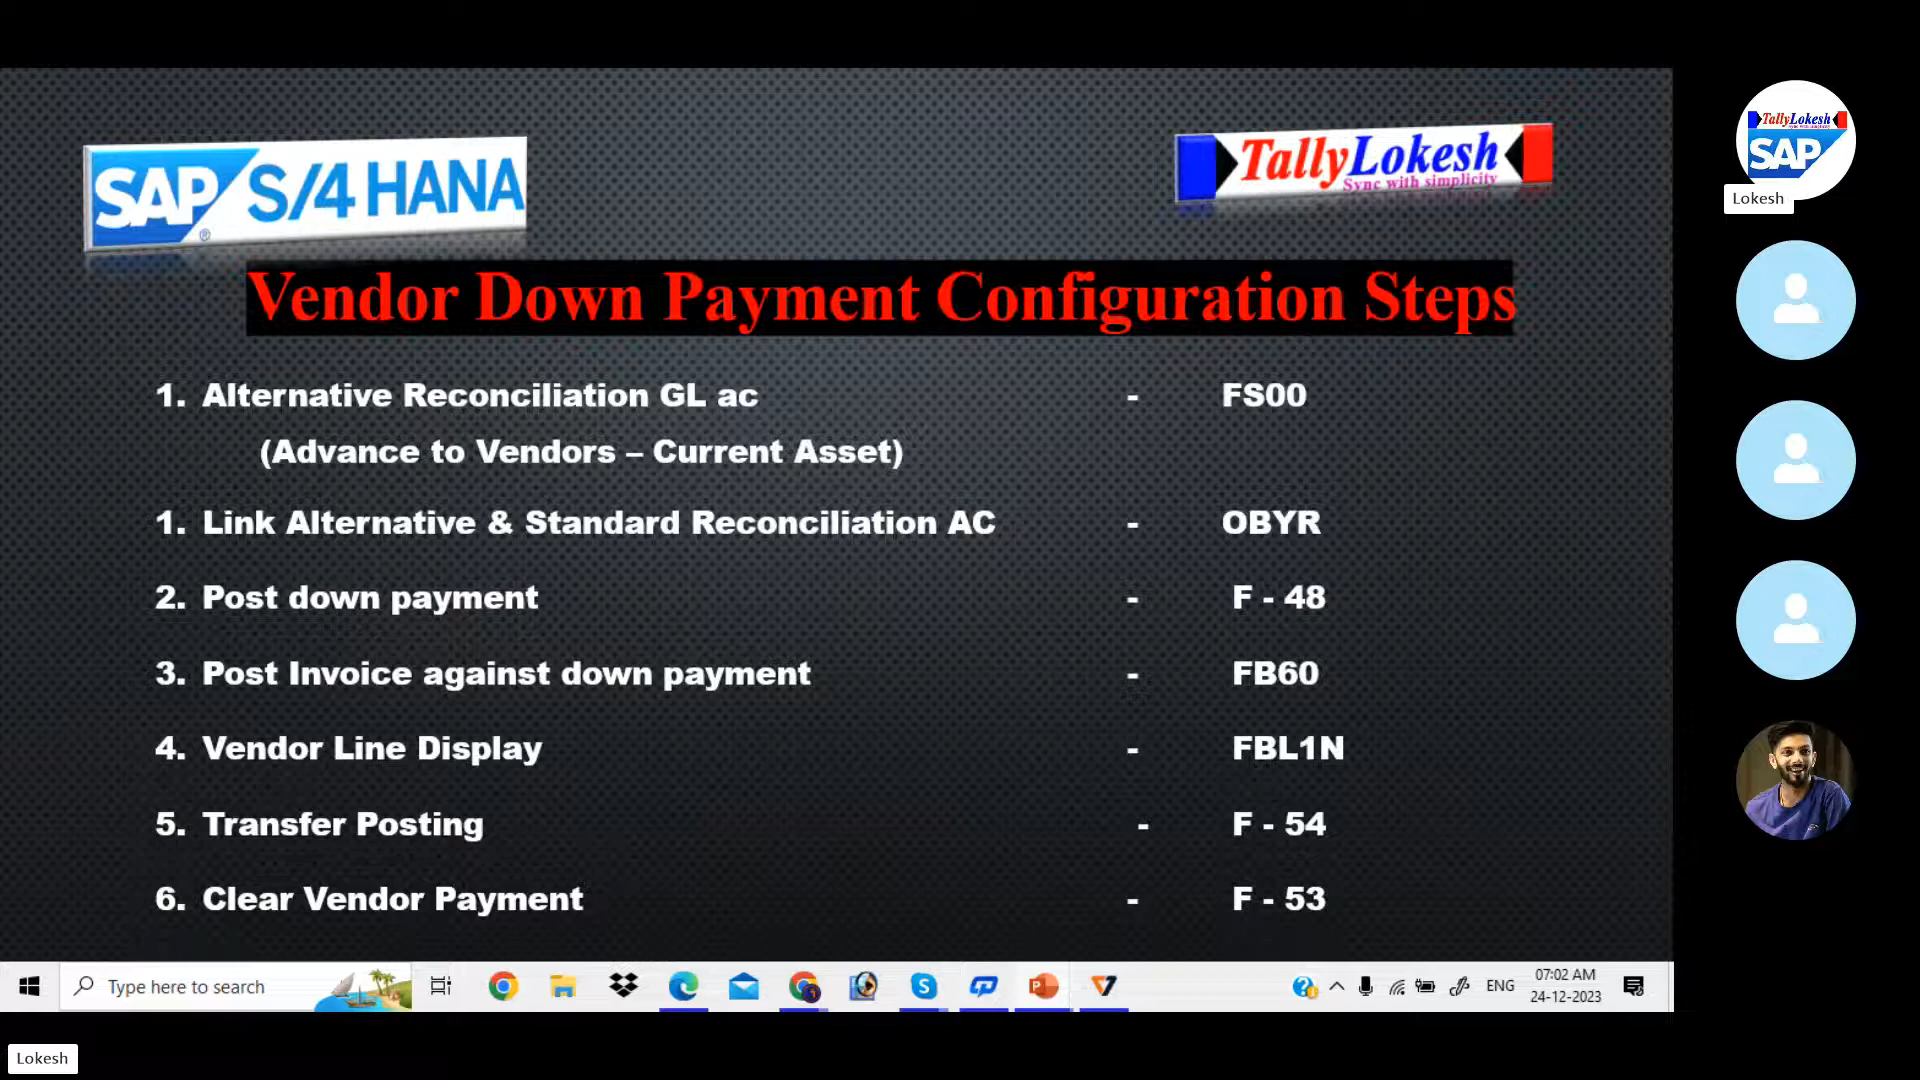 SAP S/4HANA
®
TallyLokesh
Sync with simplicity
Vendor Down Payment Configuration Steps
1. Alternative Reconciliation GL ac - FS00
(Advance to Vendors – Current Asset)
1. Link Alternative & Standard Reconciliation AC - OBYR
2. Post down payment - F - 48
3. Post Invoice against down payment - FB60
4. Vendor Line Display - FBL1N
5. Transfer Posting - F - 54
6. Clear Vendor Payment - F - 53
Type here to search
ENG
07:02 AM
24-12-2023
TallyLokesh
SAP
Lokesh
Lokesh